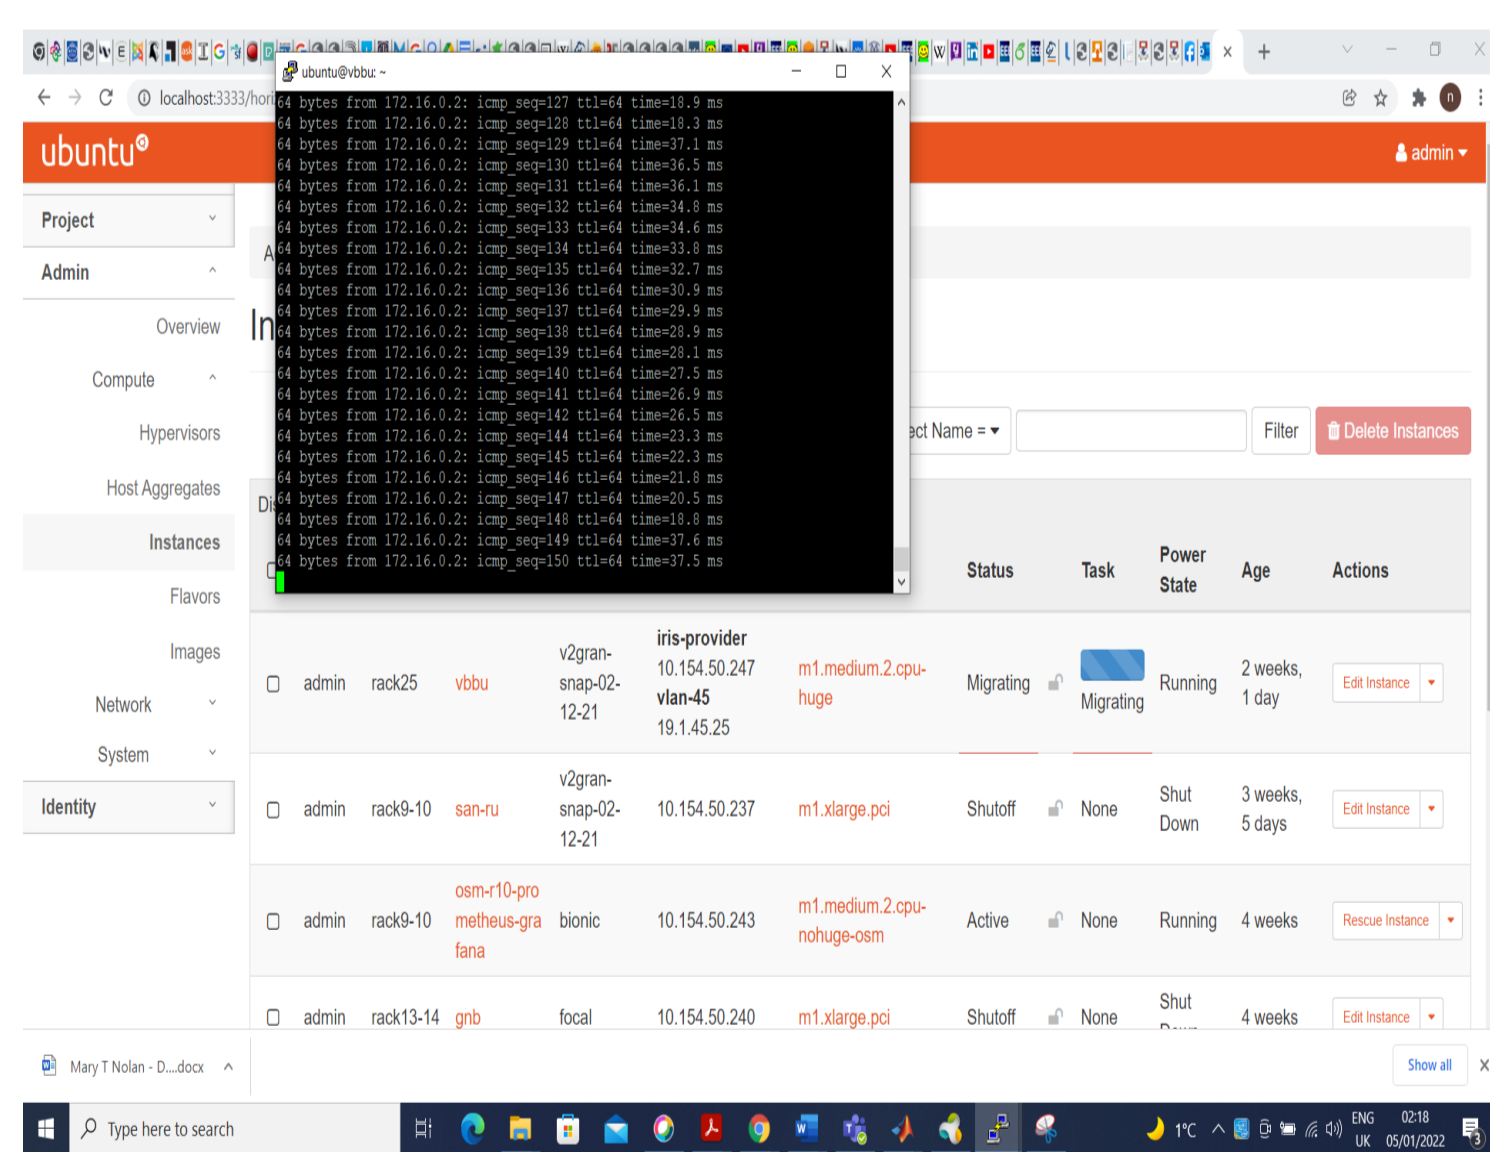 ubuntu@vbbu: ~
localhost:3333/hori
n
64 bytes from 172.16.0.2: icmp_seq=127 ttl=64 time=18.9 ms
64 bytes from 172.16.0.2: icmp_seq=128 ttl=64 time=18.3 ms
64 bytes from 172.16.0.2: icmp_seq=129 ttl=64 time=37.1 ms
64 bytes from 172.16.0.2: icmp_seq=130 ttl=64 time=36.5 ms
64 bytes from 172.16.0.2: icmp_seq=131 ttl=64 time=36.1 ms
64 bytes from 172.16.0.2: icmp_seq=132 ttl=64 time=34.8 ms
64 bytes from 172.16.0.2: icmp_seq=133 ttl=64 time=34.6 ms
64 bytes from 172.16.0.2: icmp_seq=134 ttl=64 time=33.8 ms
64 bytes from 172.16.0.2: icmp_seq=135 ttl=64 time=32.7 ms
64 bytes from 172.16.0.2: icmp_seq=136 ttl=64 time=30.9 ms
64 bytes from 172.16.0.2: icmp_seq=137 ttl=64 time=29.9 ms
64 bytes from 172.16.0.2: icmp_seq=138 ttl=64 time=28.9 ms
64 bytes from 172.16.0.2: icmp_seq=139 ttl=64 time=28.1 ms
64 bytes from 172.16.0.2: icmp_seq=140 ttl=64 time=27.5 ms
64 bytes from 172.16.0.2: icmp_seq=141 ttl=64 time=26.9 ms
64 bytes from 172.16.0.2: icmp_seq=142 ttl=64 time=26.5 ms
64 bytes from 172.16.0.2: icmp_seq=144 ttl=64 time=23.3 ms
64 bytes from 172.16.0.2: icmp_seq=145 ttl=64 time=22.3 ms
64 bytes from 172.16.0.2: icmp_seq=146 ttl=64 time=21.8 ms
64 bytes from 172.16.0.2: icmp_seq=147 ttl=64 time=20.5 ms
64 bytes from 172.16.0.2: icmp_seq=148 ttl=64 time=18.8 ms
64 bytes from 172.16.0.2: icmp_seq=149 ttl=64 time=37.6 ms
64 bytes from 172.16.0.2: icmp_seq=150 ttl=64 time=37.5 ms
ubuntu
admin
Project
Admin
Overview
Compute
Hypervisors
Host Aggregates
Instances
Flavors
Images
Network
System
Identity
A
In
ect Name =
Filter
Delete Instances
Dis
Status Task Power State Age Actions
admin rack25 vbbu v2gran-snap-02-12-21 iris-provider 10.154.50.247 vlan-45 19.1.45.25 m1.medium.2.cpu-huge Migrating Migrating Running 2 weeks, 1 day Edit Instance
admin rack9-10 san-ru v2gran-snap-02-12-21 10.154.50.237 m1.xlarge.pci Shutoff None Shut Down 3 weeks, 5 days Edit Instance
admin rack9-10 osm-r10-prometheus-grafana bionic 10.154.50.243 m1.medium.2.cpu-nohuge-osm Active None Running 4 weeks Rescue Instance
admin rack13-14 gnb focal 10.154.50.240 m1.xlarge.pci Shutoff None Shut Down 4 weeks Edit Instance
Mary T Nolan - D....docx
Show all
Type here to search
1°C
ENG
UK
02:18
05/01/2022
3